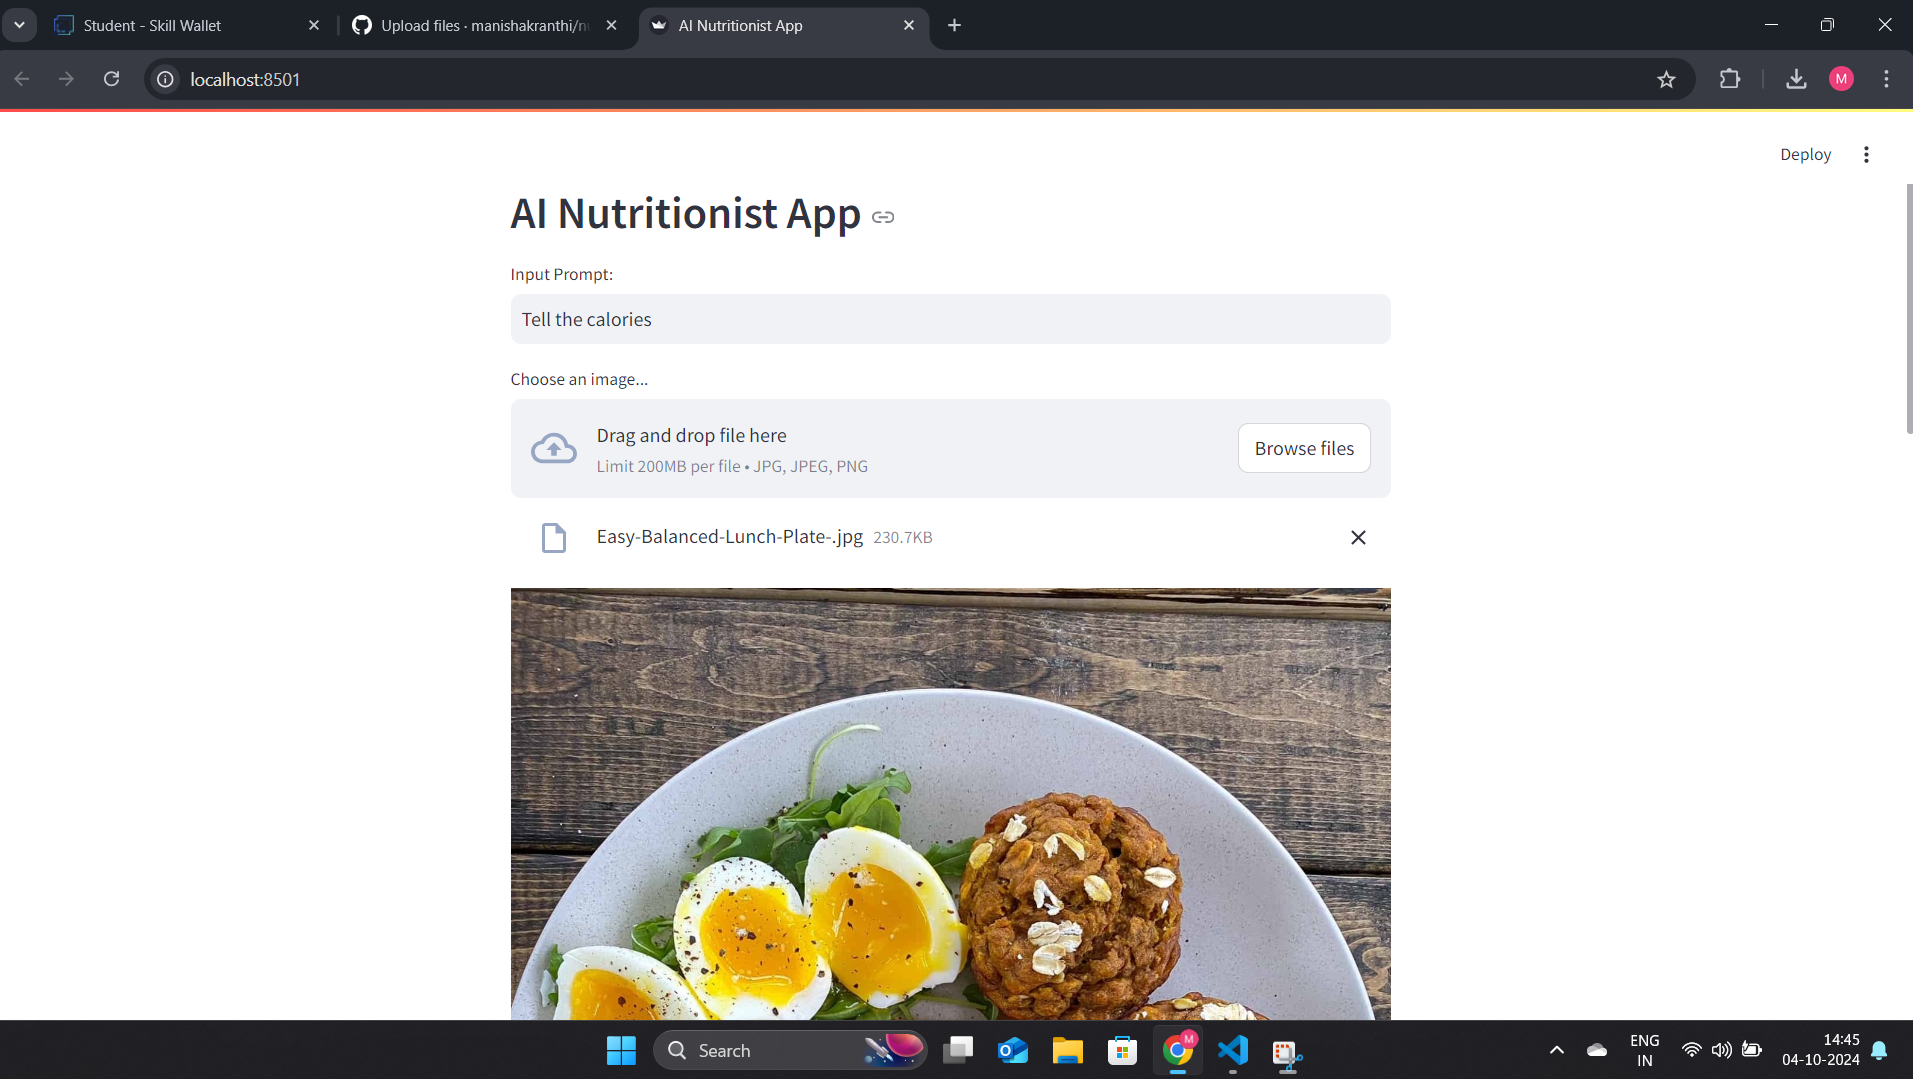 Student - Skill Wallet
Upload files · manishakranthi/nu
AI Nutritionist App
localhost:8501
M
Deploy
AI Nutritionist App
Input Prompt:
Tell the calories
Choose an image...
Drag and drop file here
Limit 200MB per file • JPG, JPEG, PNG
Browse files
Easy-Balanced-Lunch-Plate-.jpg 230.7KB
Search
M
ENG
IN
14:45
04-10-2024